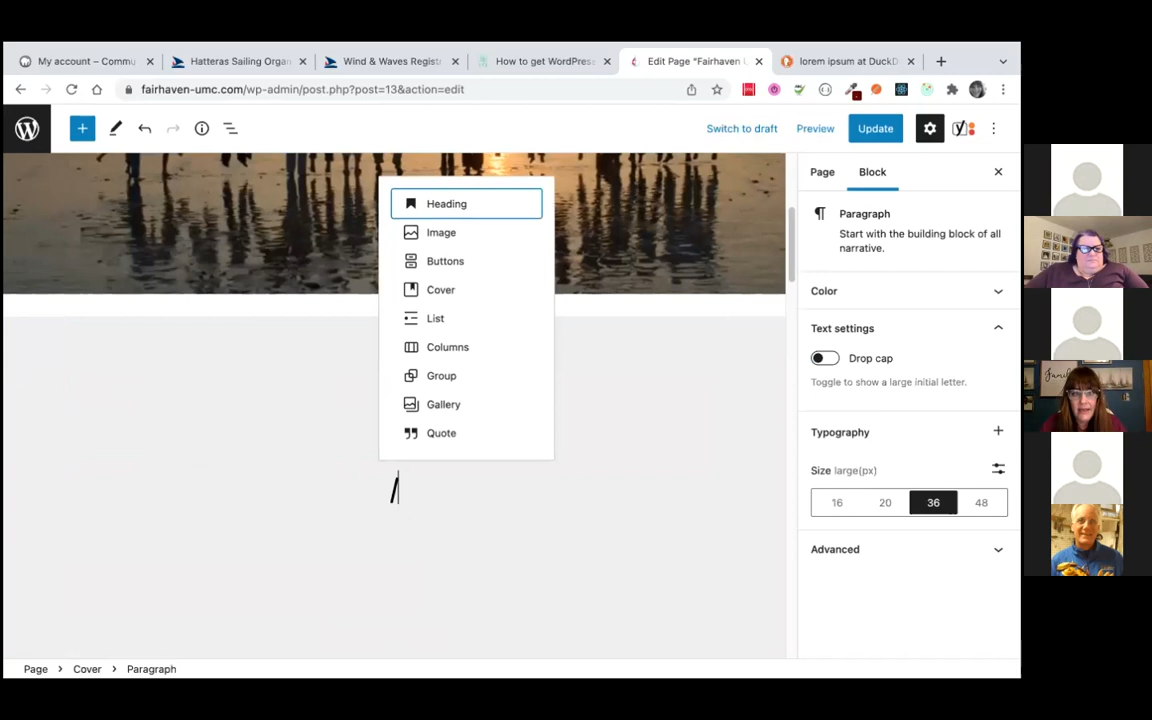 My account – Commu
Hatteras Sailing Organ
Wind & Waves Registr
How to get WordPress
Edit Page "Fairhaven
lorem ipsum at DuckD
fairhaven-umc.com/wp-admin/post.php?post=13&action=edit
Switch to draft
Preview
Update
Page
Block
Heading
Image
Buttons
Cover
List
Columns
Group
Gallery
Quote
/
Paragraph
Start with the building block of all
narrative.
Color
Text settings
Drop cap
Toggle to show a large initial letter.
Typography
Size large(px)
16 20 36 48
Advanced
Page > Cover > Paragraph